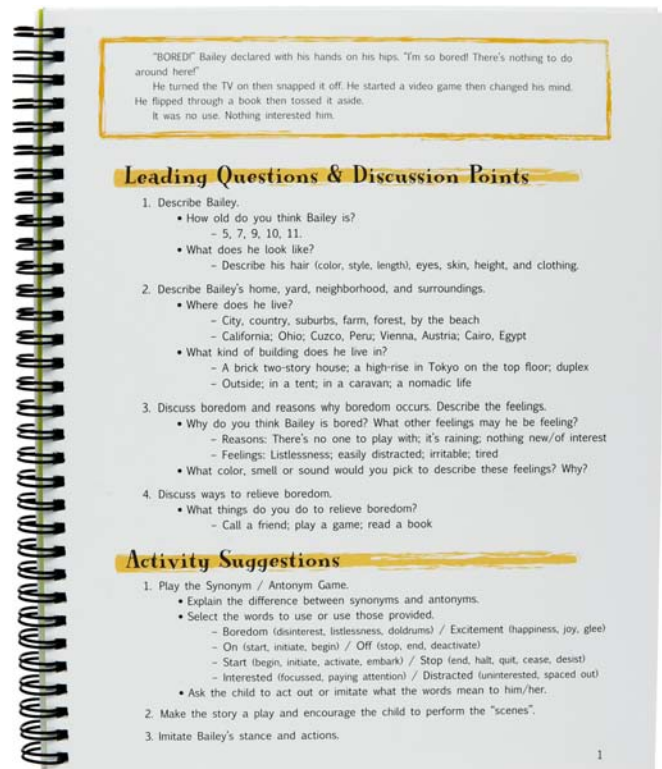 "BORED!" Bailey declared with his hands on his hips. "I'm so bored! There's nothing to do
around here!"
He turned the TV on then snapped it off. He started a video game then changed his mind.
He flipped through a book then tossed it aside.
It was no use. Nothing interested him.
Leading Questions & Discussion Points
1. Describe Bailey.
• How old do you think Bailey is?
– 5, 7, 9, 10, 11.
• What does he look like?
– Describe his hair (color, style, length), eyes, skin, height, and clothing.
2. Describe Bailey's home, yard, neighborhood, and surroundings.
• Where does he live?
– City, country, suburbs, farm, forest, by the beach
– California; Ohio; Cuzco, Peru; Vienna, Austria; Cairo, Egypt
• What kind of building does he live in?
– A brick two-story house; a high-rise in Tokyo on the top floor; duplex
– Outside; in a tent; in a caravan; a nomadic life
3. Discuss boredom and reasons why boredom occurs. Describe the feelings.
• Why do you think Bailey is bored? What other feelings may he be feeling?
– Reasons: There's no one to play with; it's raining; nothing new/of interest
– Feelings: Listlessness; easily distracted; irritable; tired
• What color, smell or sound would you pick to describe these feelings? Why?
4. Discuss ways to relieve boredom.
• What things do you do to relieve boredom?
– Call a friend; play a game; read a book
Activity Suggestions
1. Play the Synonym / Antonym Game.
• Explain the difference between synonyms and antonyms.
• Select the words to use or use those provided.
– Boredom (disinterest, listlessness, doldrums) / Excitement (happiness, joy, glee)
– On (start, initiate, begin) / Off (stop, end, deactivate)
– Start (begin, initiate, activate, embark) / Stop (end, halt, quit, cease, desist)
– Interested (focussed, paying attention) / Distracted (uninterested, spaced out)
• Ask the child to act out or imitate what the words mean to him/her.
2. Make the story a play and encourage the child to perform the "scenes".
3. Imitate Bailey's stance and actions.
1